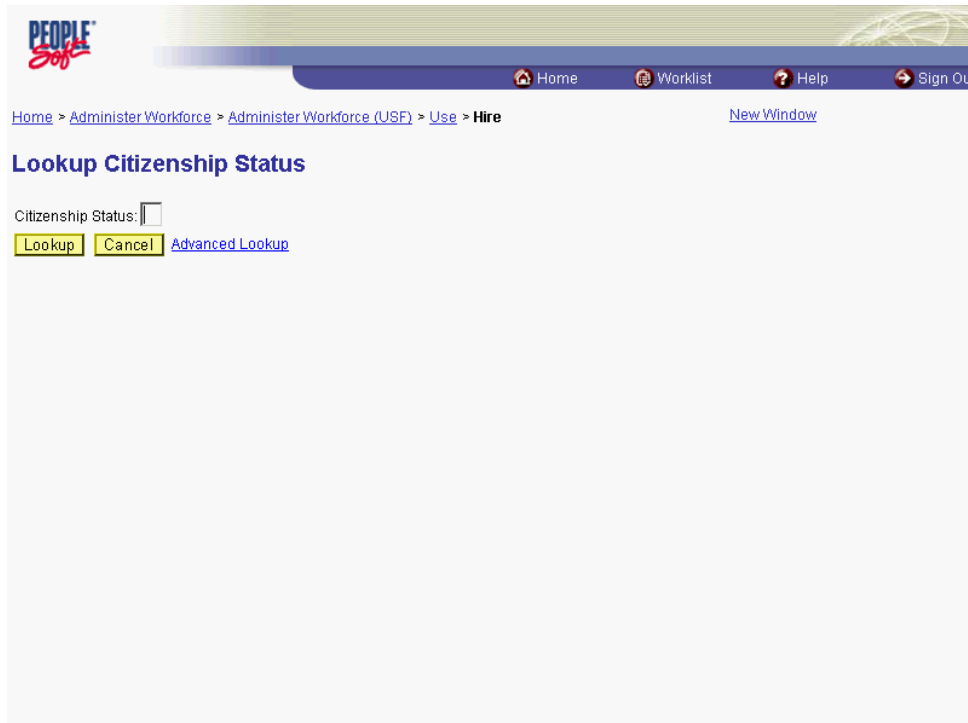 PEOPLE
Soft
Home Worklist Help Sign Ou
Home > Administer Workforce > Administer Workforce (USF) > Use > Hire New Window
Lookup Citizenship Status
Citizenship Status:
Lookup Cancel Advanced Lookup